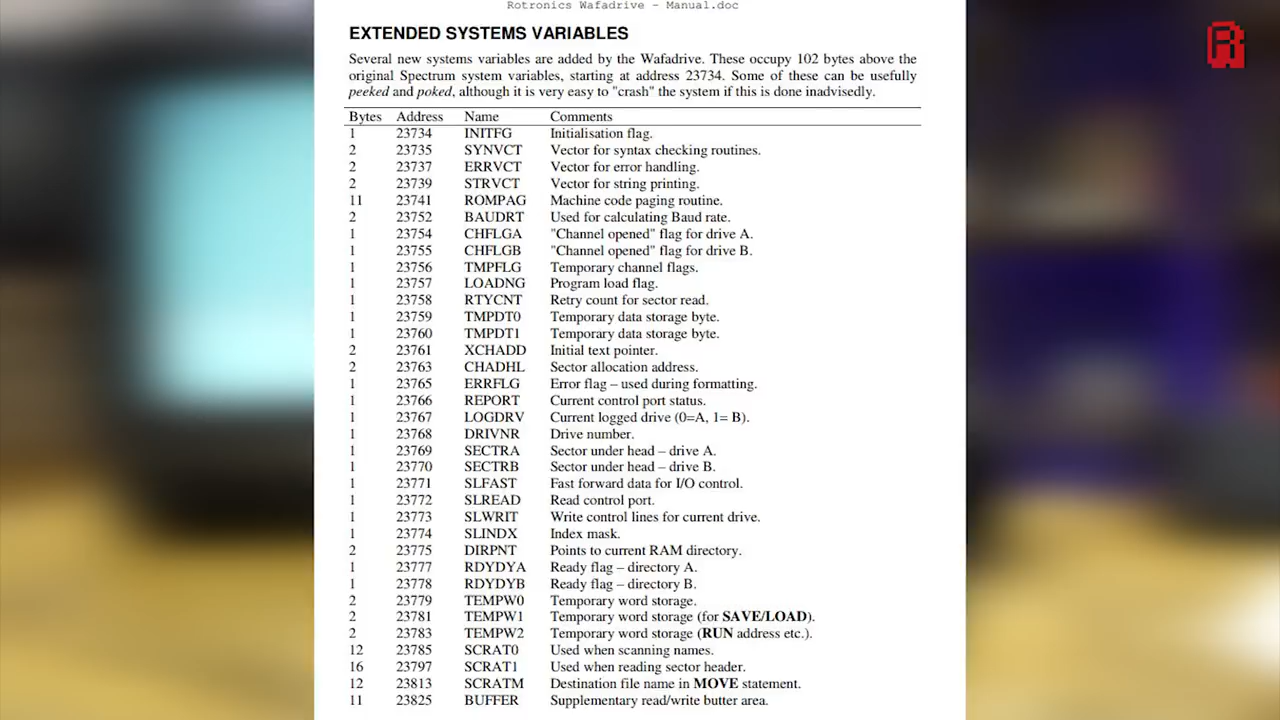 Rotronics Wafadrive - Manual.doc
EXTENDED SYSTEMS VARIABLES
Several new systems variables are added by the Wafadrive. These occupy 102 bytes above the
original Spectrum system variables, starting at address 23734. Some of these can be usefully
peeked and poked, although it is very easy to "crash" the system if this is done inadvisedly.
Bytes Address Name Comments
1 23734 INITFG Initialisation flag.
2 23735 SYNVCT Vector for syntax checking routines.
2 23737 ERRVCT Vector for error handling.
2 23739 STRVCT Vector for string printing.
11 23741 ROMPAG Machine code paging routine.
2 23752 BAUDRT Used for calculating Baud rate.
1 23754 CHFLGA "Channel opened" flag for drive A.
1 23755 CHFLGB "Channel opened" flag for drive B.
1 23756 TMPFLG Temporary channel flags.
1 23757 LOADNG Program load flag.
1 23758 RTYCNT Retry count for sector read.
1 23759 TMPDT0 Temporary data storage byte.
1 23760 TMPDT1 Temporary data storage byte.
2 23761 XCHADD Initial text pointer.
2 23763 CHADHL Sector allocation address.
1 23765 ERRFLG Error flag – used during formatting.
1 23766 REPORT Current control port status.
1 23767 LOGDRV Current logged drive (0=A, 1= B).
1 23768 DRIVNR Drive number.
1 23769 SECTRA Sector under head – drive A.
1 23770 SECTRB Sector under head – drive B.
1 23771 SLFAST Fast forward data for I/O control.
1 23772 SLREAD Read control port.
1 23773 SLWRIT Write control lines for current drive.
1 23774 SLINDX Index mask.
2 23775 DIRPNT Points to current RAM directory.
1 23777 RDYDYA Ready flag – directory A.
1 23778 RDYDYB Ready flag – directory B.
2 23779 TEMPW0 Temporary word storage.
2 23781 TEMPW1 Temporary word storage (for SAVE/LOAD).
2 23783 TEMPW2 Temporary word storage (RUN address etc.).
12 23785 SCRAT0 Used when scanning names.
16 23797 SCRAT1 Used when reading sector header.
12 23813 SCRATM Destination file name in MOVE statement.
11 23825 BUFFER Supplementary read/write butter area.